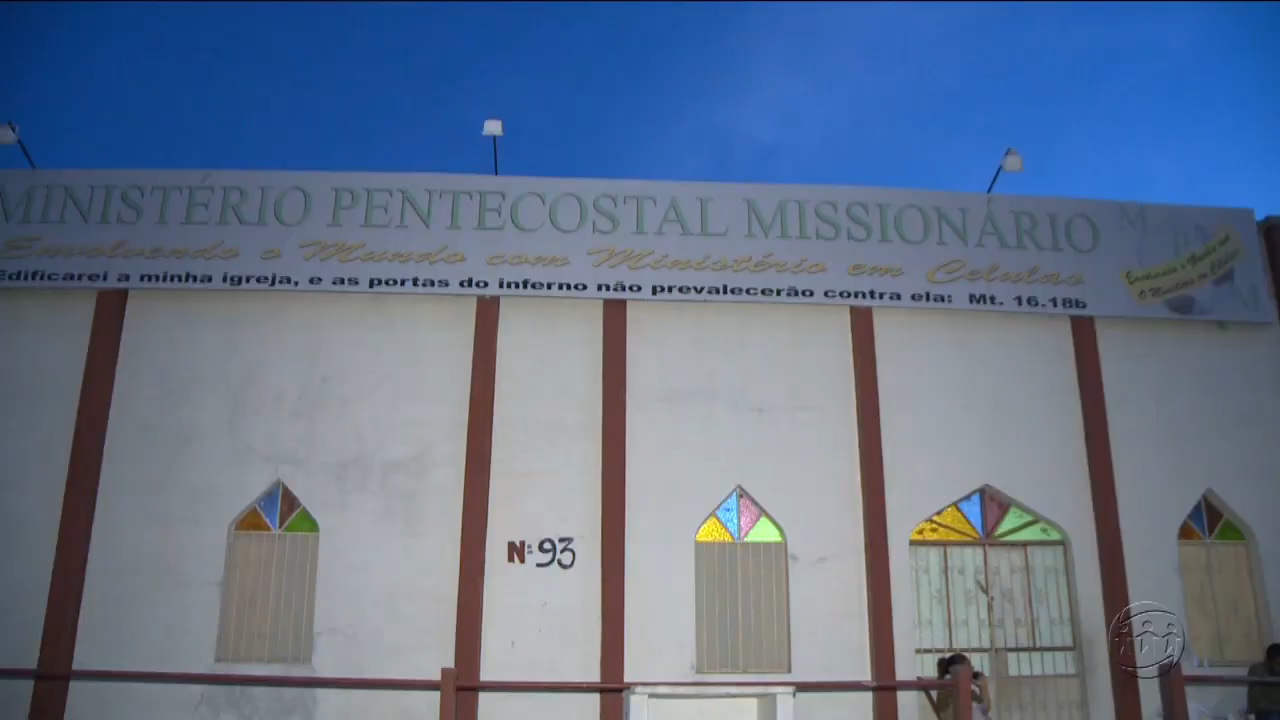 MINISTÉRIO PENTECOSTAL MISSIONÁRIO
Envolvendo o Mundo com Ministério em Celulas
Edificarei a minha igreja, e as portas do inferno não prevalecerão contra ela: Mt. 16.18b
M
P
M
O
Nº 93